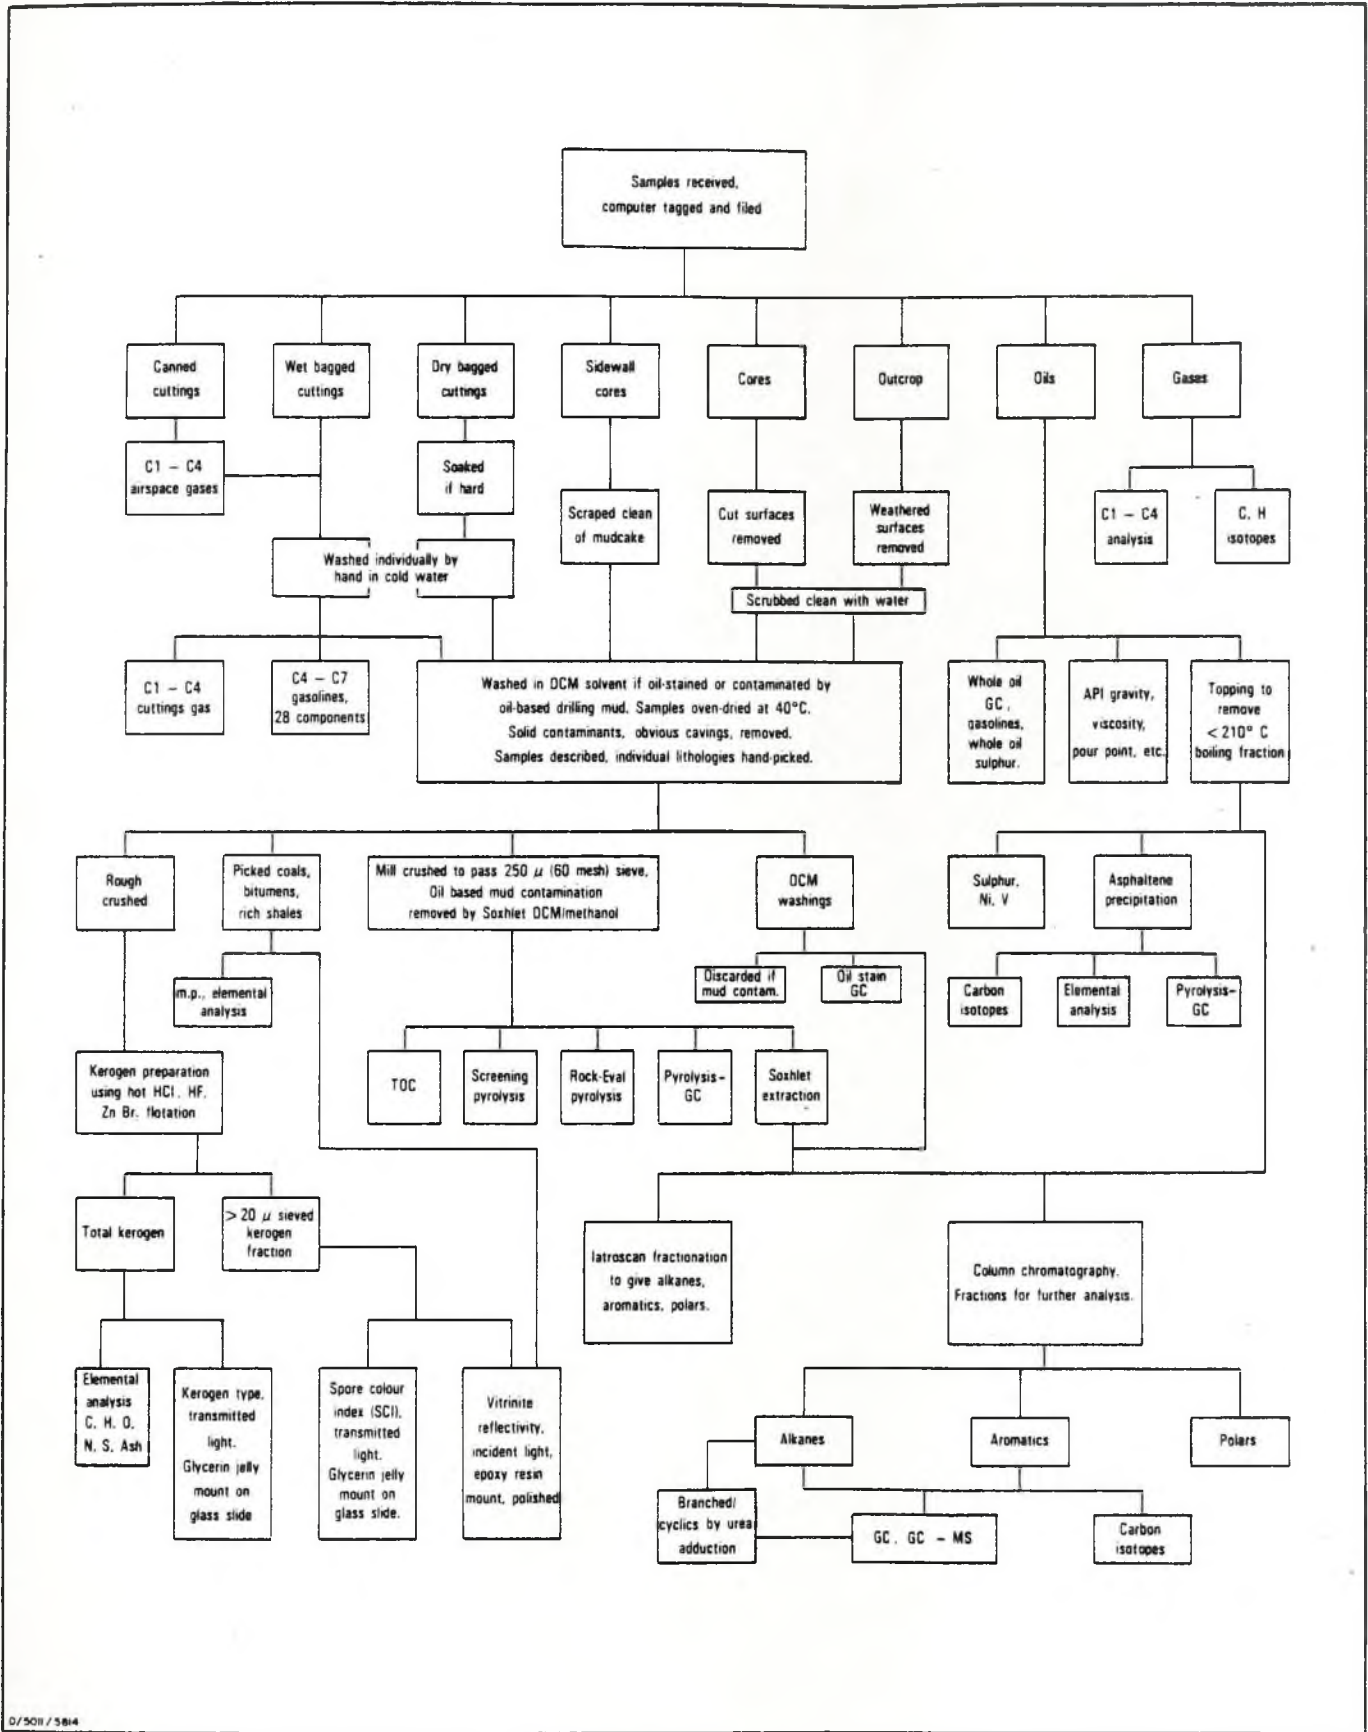 Samples received,
computer tagged and filed
Canned
cuttings
Wet bagged
cuttings
Dry bagged
cuttings
Sidewall
cores
Cores
Outcrop
Oils
Gases
C1 – C4
airspace gases
Soaked
if hard
Scraped clean
of mudcake
Cut surfaces
removed
Weathered
surfaces
removed
C1 – C4
analysis
C, H
isotopes
Washed individually by
hand in cold water
Scrubbed clean with water
C1 – C4
cuttings gas
C4 – C7
gasolines,
28 components
Washed in DCM solvent if oil-stained or contaminated by
oil-based drilling mud. Samples oven-dried at 40°C.
Solid contaminants, obvious cavings, removed.
Samples described, individual lithologies hand-picked.
Whole oil
GC,
gasolines,
whole oil
sulphur.
API gravity,
viscosity,
pour point, etc.
Topping to
remove
< 210° C
boiling fraction
Rough
crushed
Picked coals,
bitumens,
rich shales
Mill crushed to pass 250 μ (60 mesh) sieve.
Oil based mud contamination
removed by Soxhlet DCM/methanol
DCM
washings
Sulphur,
Ni, V
Asphaltene
precipitation
m.p., elemental
analysis
Discarded if
mud contam.
Oil stain
GC
Carbon
isotopes
Elemental
analysis
Pyrolysis–
GC
Kerogen preparation
using hot HCl, HF,
Zn Br. flotation
TOC
Screening
pyrolysis
Rock-Eval
pyrolysis
Pyrolysis–
GC
Soxhlet
extraction
Total kerogen
> 20 μ sieved
kerogen
fraction
Iatroscan fractionation
to give alkanes,
aromatics, polars.
Column chromatography.
Fractions for further analysis.
Elemental
analysis
C, H, O,
N, S, Ash
Kerogen type,
transmitted
light.
Glycerin jelly
mount on
glass slide
Spore colour
index (SCI),
transmitted
light.
Glycerin jelly
mount on
glass slide.
Vitrinite
reflectivity,
incident light,
epoxy resin
mount, polished
Alkanes
Aromatics
Polars
Branched/
cyclics by urea
adduction
GC, GC – MS
Carbon
isotopes
0/5011/5814